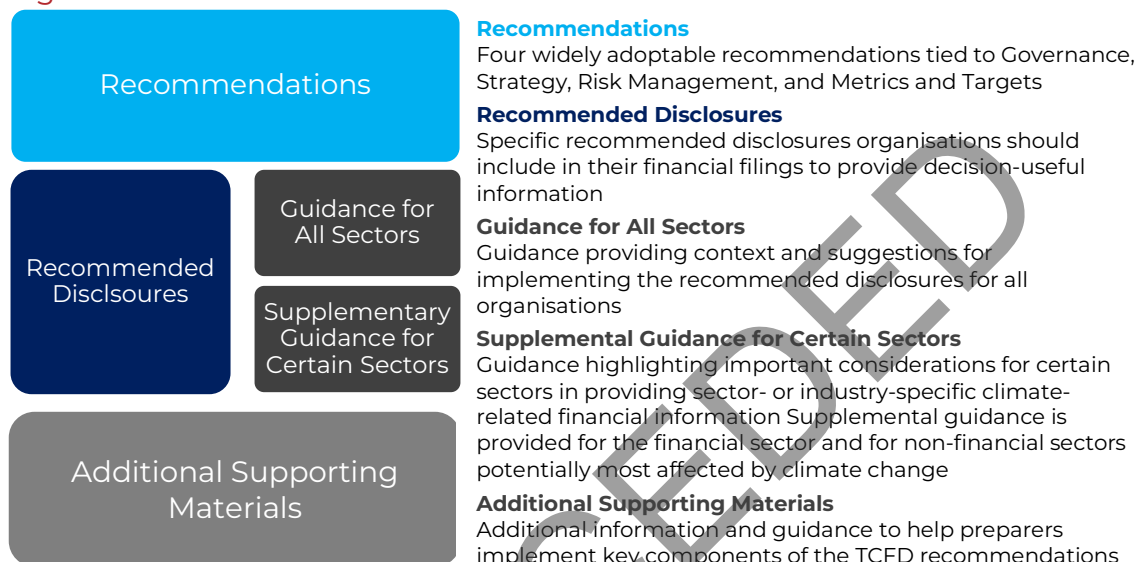 Recommendations
Recommended
Disclsoures
Guidance for
All Sectors
Supplementary
Guidance for
Certain Sectors
Additional Supporting
Materials
Recommendations
Four widely adoptable recommendations tied to Governance,
Strategy, Risk Management, and Metrics and Targets
Recommended Disclosures
Specific recommended disclosures organisations should
include in their financial filings to provide decision-useful
information
Guidance for All Sectors
Guidance providing context and suggestions for
implementing the recommended disclosures for all
organisations
Supplemental Guidance for Certain Sectors
Guidance highlighting important considerations for certain
sectors in providing sector- or industry-specific climate-
related financial information Supplemental guidance is
provided for the financial sector and for non-financial sectors
potentially most affected by climate change
Additional Supporting Materials
Additional information and guidance to help preparers
implement key components of the TCFD recommendations
CEDED